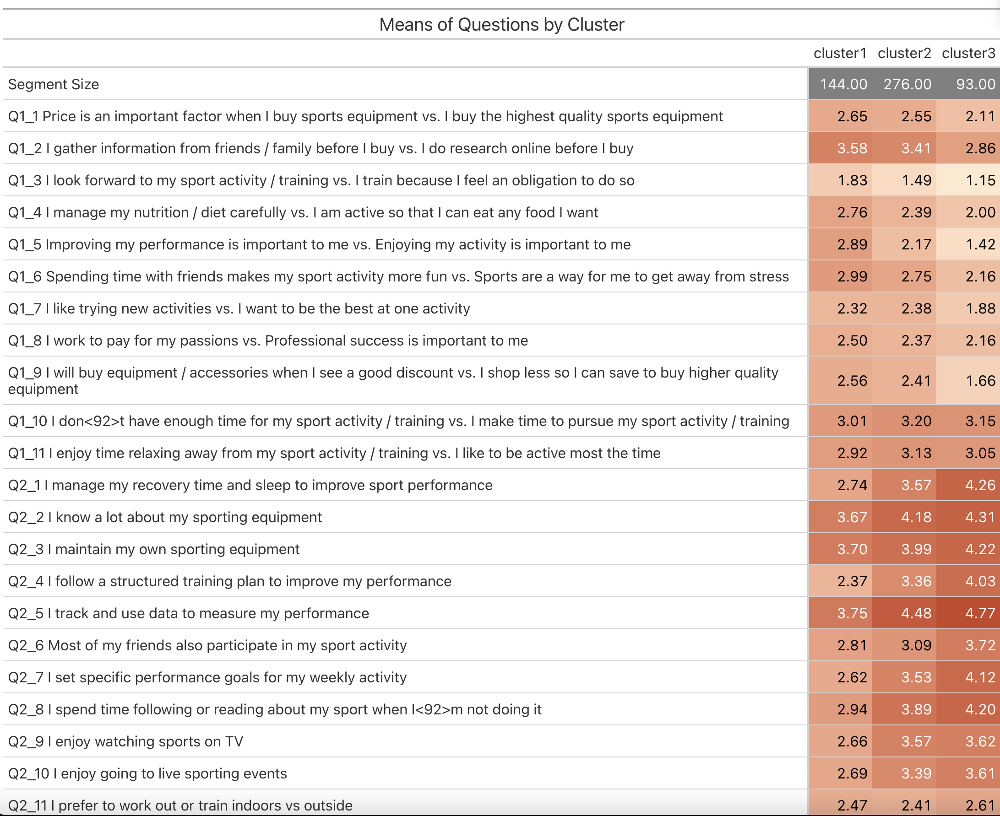 Means of Questions by Cluster
cluster1 cluster2 cluster3
Segment Size 144.00 276.00 93.00
Q1_1 Price is an important factor when I buy sports equipment vs. I buy the highest quality sports equipment 2.65 2.55 2.11
Q1_2 I gather information from friends / family before I buy vs. I do research online before I buy 3.58 3.41 2.86
Q1_3 I look forward to my sport activity / training vs. I train because I feel an obligation to do so 1.83 1.49 1.15
Q1_4 I manage my nutrition / diet carefully vs. I am active so that I can eat any food I want 2.76 2.39 2.00
Q1_5 Improving my performance is important to me vs. Enjoying my activity is important to me 2.89 2.17 1.42
Q1_6 Spending time with friends makes my sport activity more fun vs. Sports are a way for me to get away from stress 2.99 2.75 2.16
Q1_7 I like trying new activities vs. I want to be the best at one activity 2.32 2.38 1.88
Q1_8 I work to pay for my passions vs. Professional success is important to me 2.50 2.37 2.16
Q1_9 I will buy equipment / accessories when I see a good discount vs. I shop less so I can save to buy higher quality
equipment 2.56 2.41 1.66
Q1_10 I don<92>t have enough time for my sport activity / training vs. I make time to pursue my sport activity / training 3.01 3.20 3.15
Q1_11 I enjoy time relaxing away from my sport activity / training vs. I like to be active most the time 2.92 3.13 3.05
Q2_1 I manage my recovery time and sleep to improve sport performance 2.74 3.57 4.26
Q2_2 I know a lot about my sporting equipment 3.67 4.18 4.31
Q2_3 I maintain my own sporting equipment 3.70 3.99 4.22
Q2_4 I follow a structured training plan to improve my performance 2.37 3.36 4.03
Q2_5 I track and use data to measure my performance 3.75 4.48 4.77
Q2_6 Most of my friends also participate in my sport activity 2.81 3.09 3.72
Q2_7 I set specific performance goals for my weekly activity 2.62 3.53 4.12
Q2_8 I spend time following or reading about my sport when I<92>m not doing it 2.94 3.89 4.20
Q2_9 I enjoy watching sports on TV 2.66 3.57 3.62
Q2_10 I enjoy going to live sporting events 2.69 3.39 3.61
Q2_11 I prefer to work out or train indoors vs outside 2.47 2.41 2.61